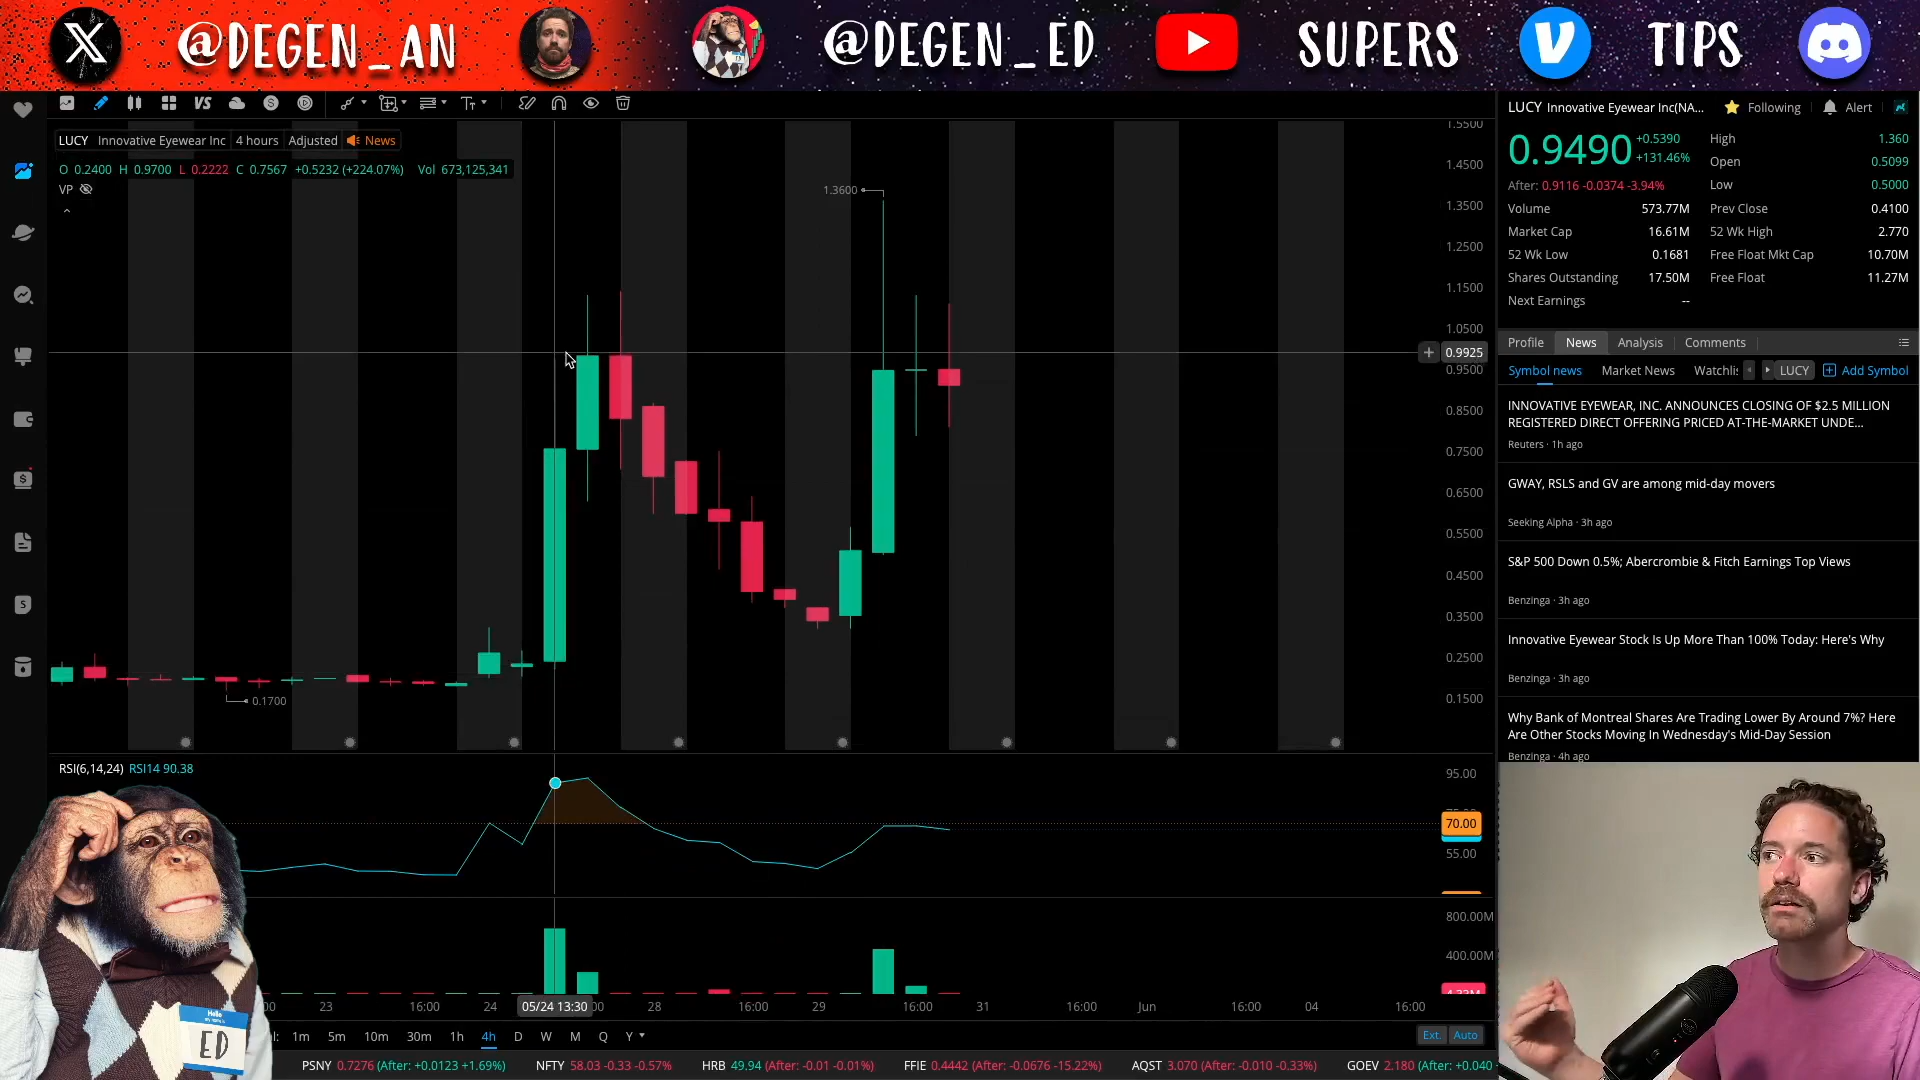 @DEGEN_AN
@DEGEN_ED
SUPERS
TIPS
VS
LUCY Innovative Eyewear Inc 4 hours Adjusted News
O 0.2400 H 0.9700 L 0.2222 C 0.7567 +0.5232 (+224.07%) Vol 673,125,341
VP
1.3600
0.1700
1.5500
1.4500
1.3500
1.2500
1.1500
1.0500
0.9925
0.9500
0.8500
0.7500
0.6500
0.5500
0.4500
0.3500
0.2500
0.1500
RSI(6,14,24) RSI14 90.38
95.00
70.00
55.00
800.00M
400.00M
23 16:00 24 05/24 13:30 28 16:00 29 16:00 31 16:00 Jun 16:00 04 16:00
1m 5m 10m 30m 1h 4h D W M Q Y
Ext. Auto
PSNY 0.7276 (After: +0.0123 +1.69%) NFTY 58.03 -0.33 -0.57% HRB 49.94 (After: -0.01 -0.01%) FFIE 0.4442 (After: -0.0676 -15.22%) AQST 3.070 (After: -0.010 -0.33%) GOEV 2.180 (After: +0.040
LUCY Innovative Eyewear Inc(NA... Following Alert
0.9490 +0.5390
+131.46%
After: 0.9116 -0.0374 -3.94%
High 1.360
Open 0.5099
Low 0.5000
Volume 573.77M Prev Close 0.4100
Market Cap 16.61M 52 Wk High 2.770
52 Wk Low 0.1681 Free Float Mkt Cap 10.70M
Shares Outstanding 17.50M Free Float 11.27M
Next Earnings --
Profile News Analysis Comments
Symbol news Market News Watchli LUCY Add Symbol
INNOVATIVE EYEWEAR, INC. ANNOUNCES CLOSING OF $2.5 MILLION
REGISTERED DIRECT OFFERING PRICED AT-THE-MARKET UNDE...
Reuters · 1h ago
GWAY, RSLS and GV are among mid-day movers
Seeking Alpha · 3h ago
S&P 500 Down 0.5%; Abercrombie & Fitch Earnings Top Views
Benzinga · 3h ago
Innovative Eyewear Stock Is Up More Than 100% Today: Here's Why
Benzinga · 3h ago
Why Bank of Montreal Shares Are Trading Lower By Around 7%? Here
Are Other Stocks Moving In Wednesday's Mid-Day Session
Benzinga · 4h ago
Hello
ED